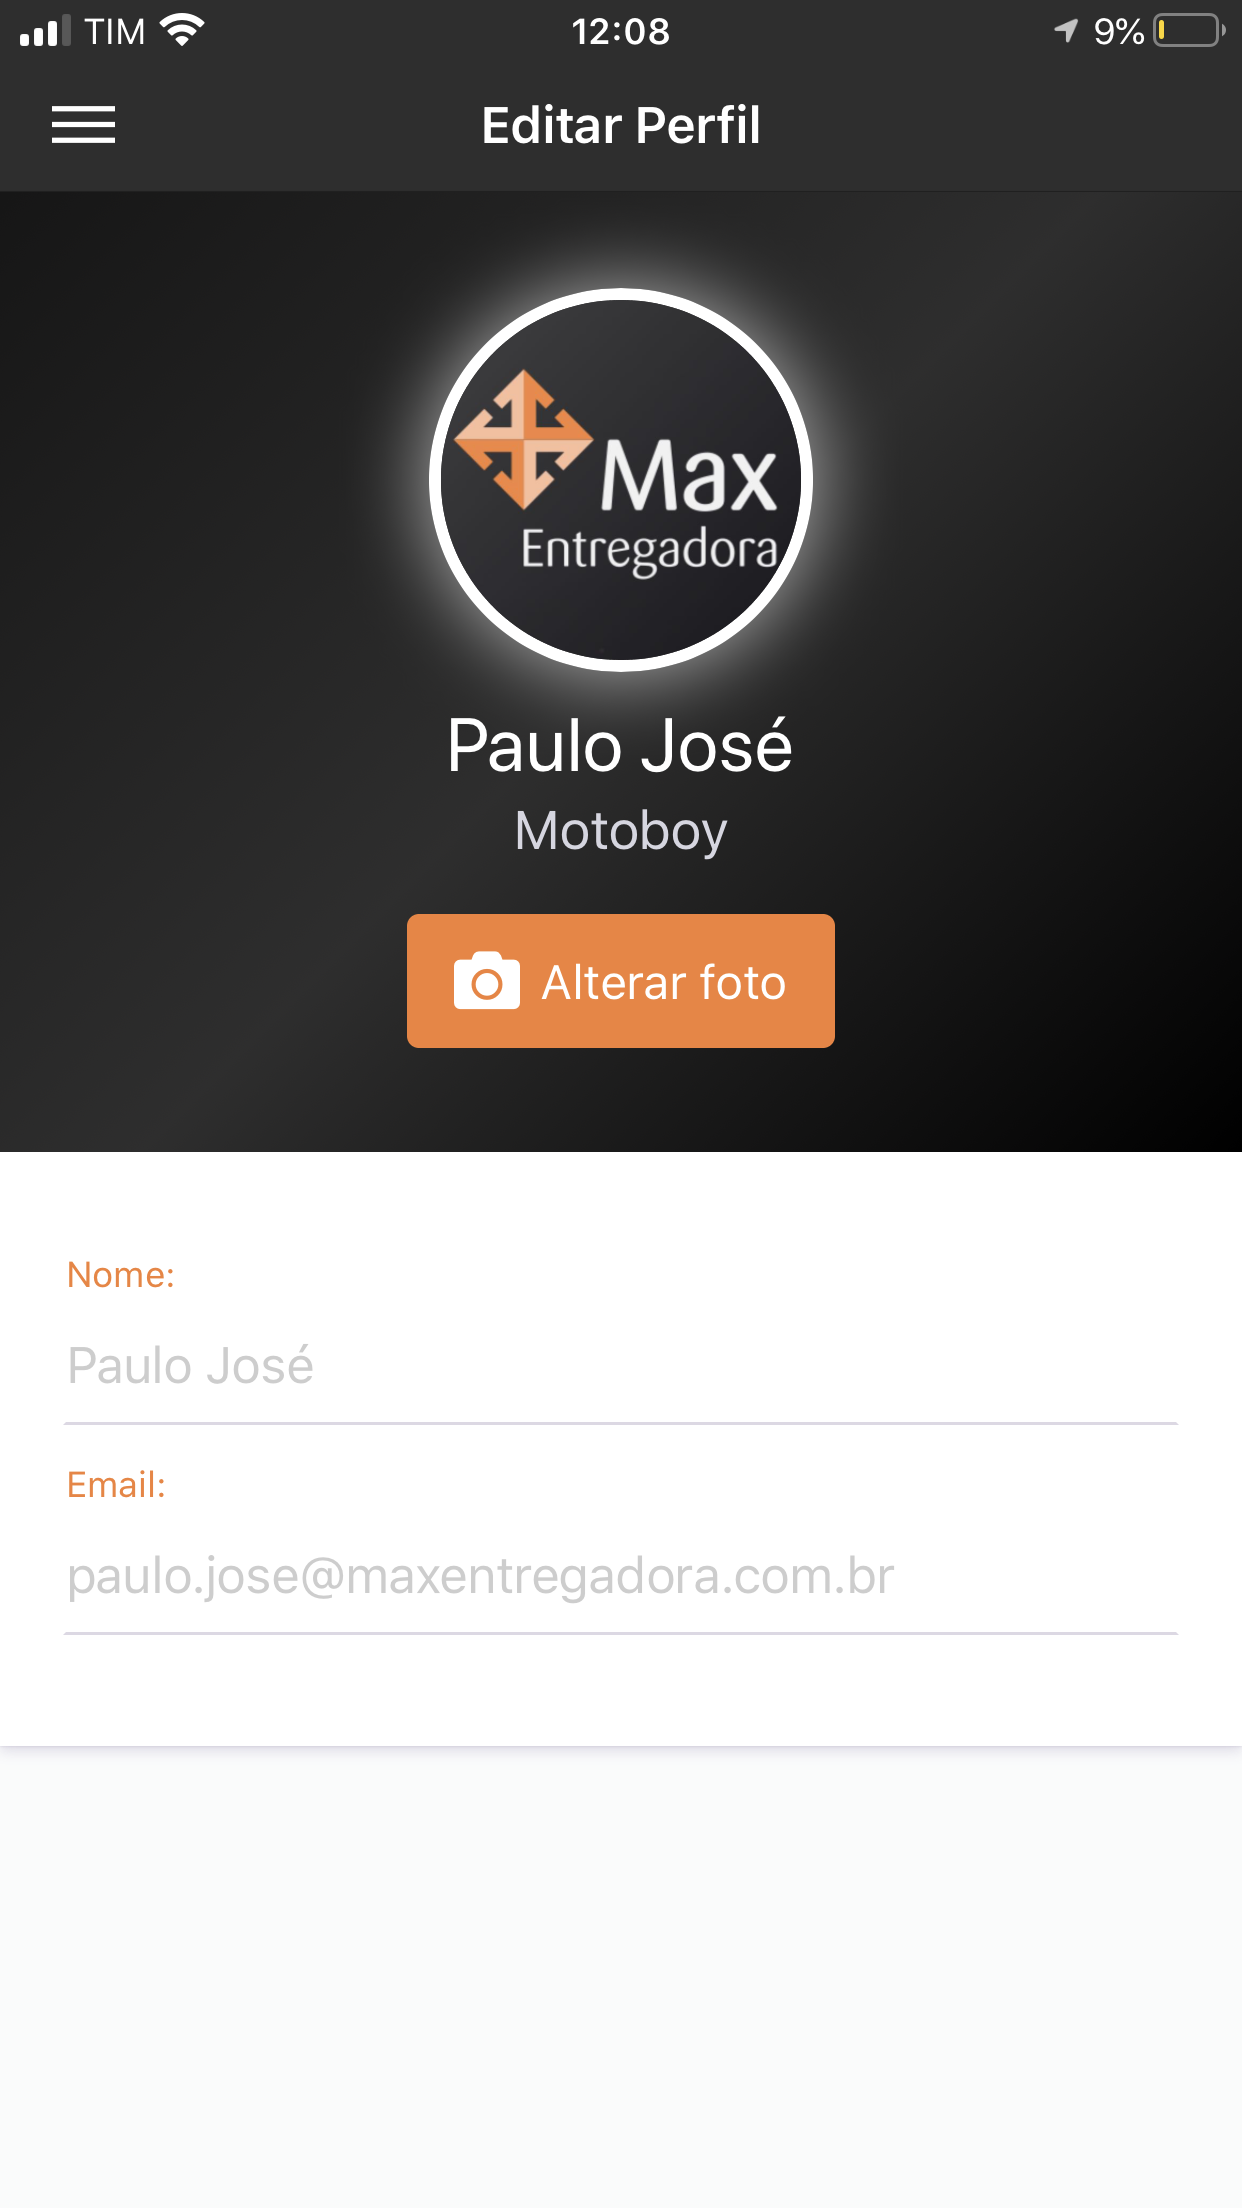 TIM 12:08 9%
Editar Perfil
Max
Entregadora
Paulo José
Motoboy
Alterar foto
Nome:
Paulo José
Email:
paulo.jose@maxentregadora.com.br